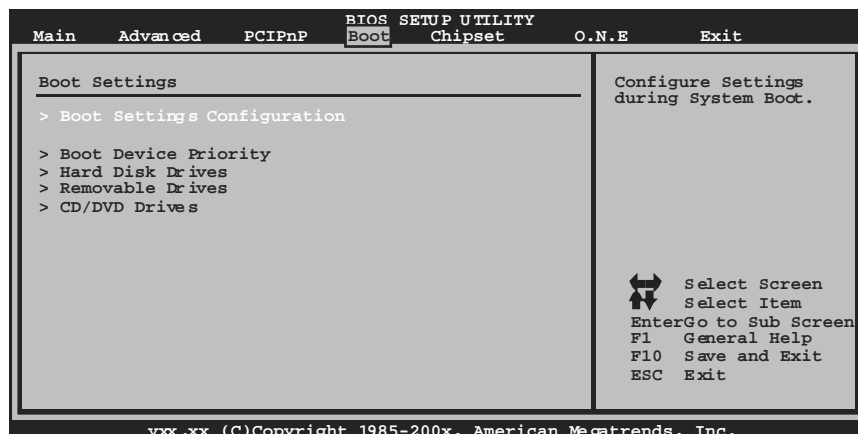 BIOS SETUP UTILITY
Main Advanced PCIPnP Boot Chipset O.N.E Exit
Boot Settings
> Boot Settings Configuration
> Boot Device Priority
> Hard Disk Drives
> Removable Drives
> CD/DVD Drives
Configure Settings
during System Boot.
Select Screen
Select Item
EnterGo to Sub Screen
F1 General Help
F10 Save and Exit
ESC Exit
vxx.xx (C)Copyright 1985-200x, American Megatrends, Inc.